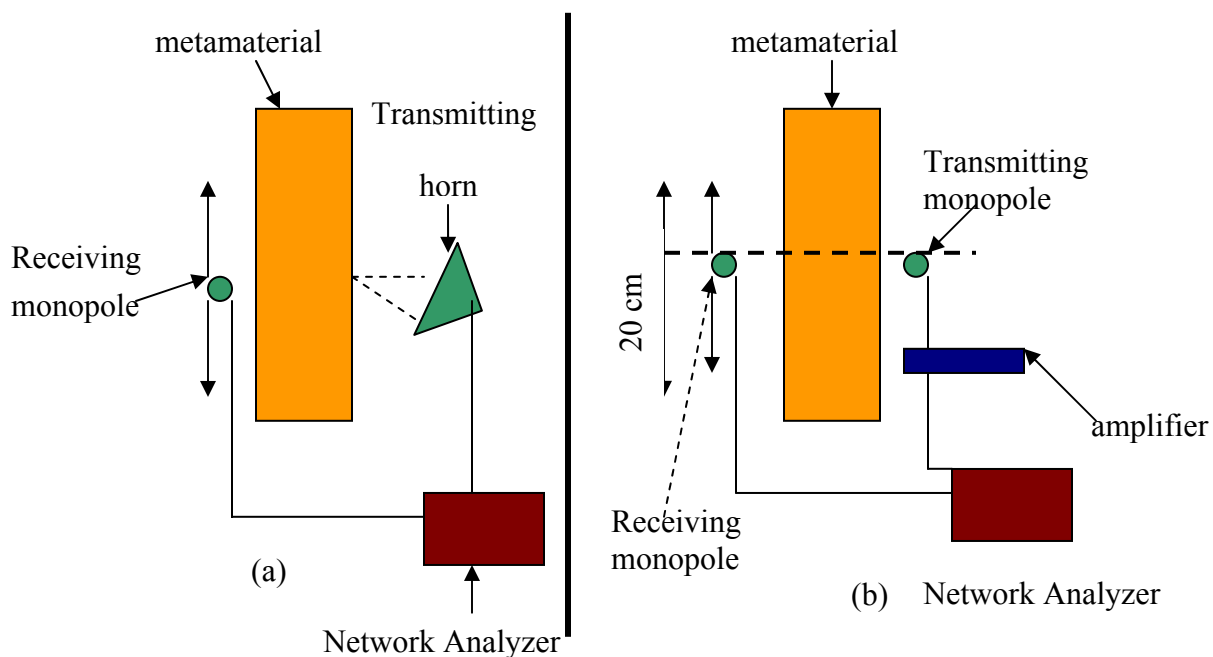 metamaterial
Transmitting
horn
Receiving
monopole
(a)
Network Analyzer
metamaterial
Transmitting
monopole
20 cm
amplifier
Receiving
monopole
(b)
Network Analyzer